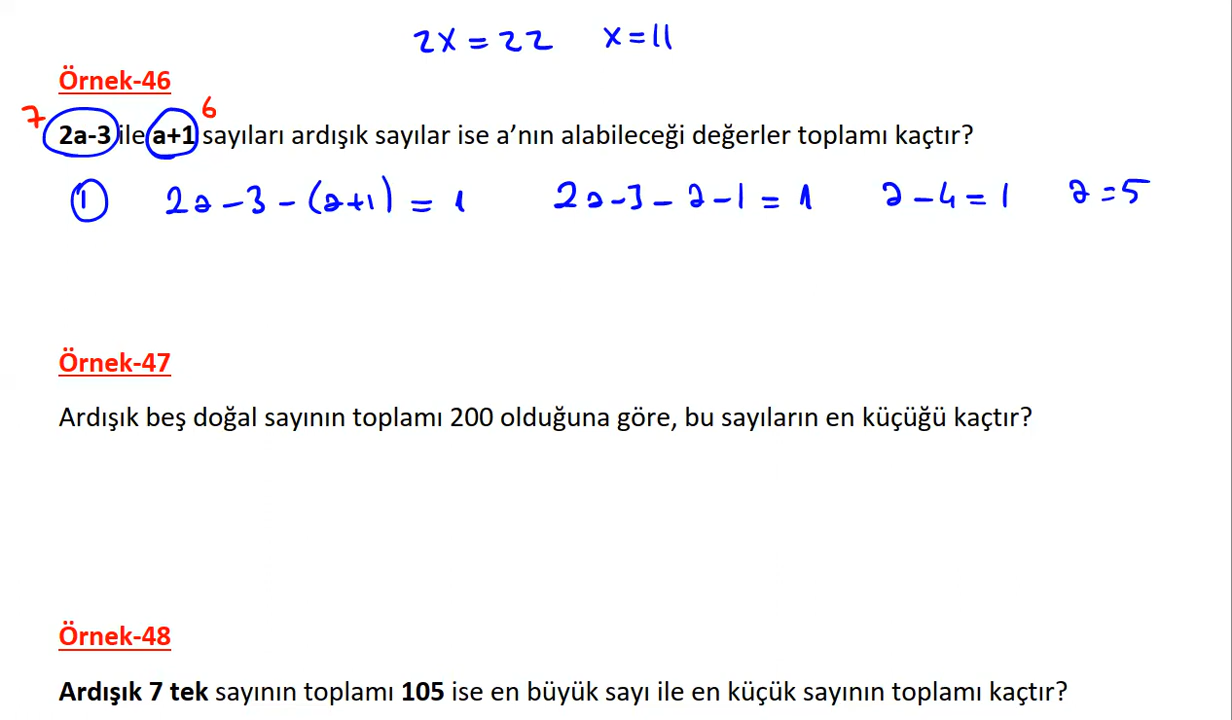 2x = 22 x = 11
Örnek-46
7 6
2a-3 ile a+1 sayıları ardışık sayılar ise a'nın alabileceği değerler toplamı kaçtır?
1 2a - 3 - (a+1) = 1 2a - 3 - a - 1 = 1 a - 4 = 1 a = 5
Örnek-47
Ardışık beş doğal sayının toplamı 200 olduğuna göre, bu sayıların en küçüğü kaçtır?
Örnek-48
Ardışık 7 tek sayının toplamı 105 ise en büyük sayı ile en küçük sayının toplamı kaçtır?